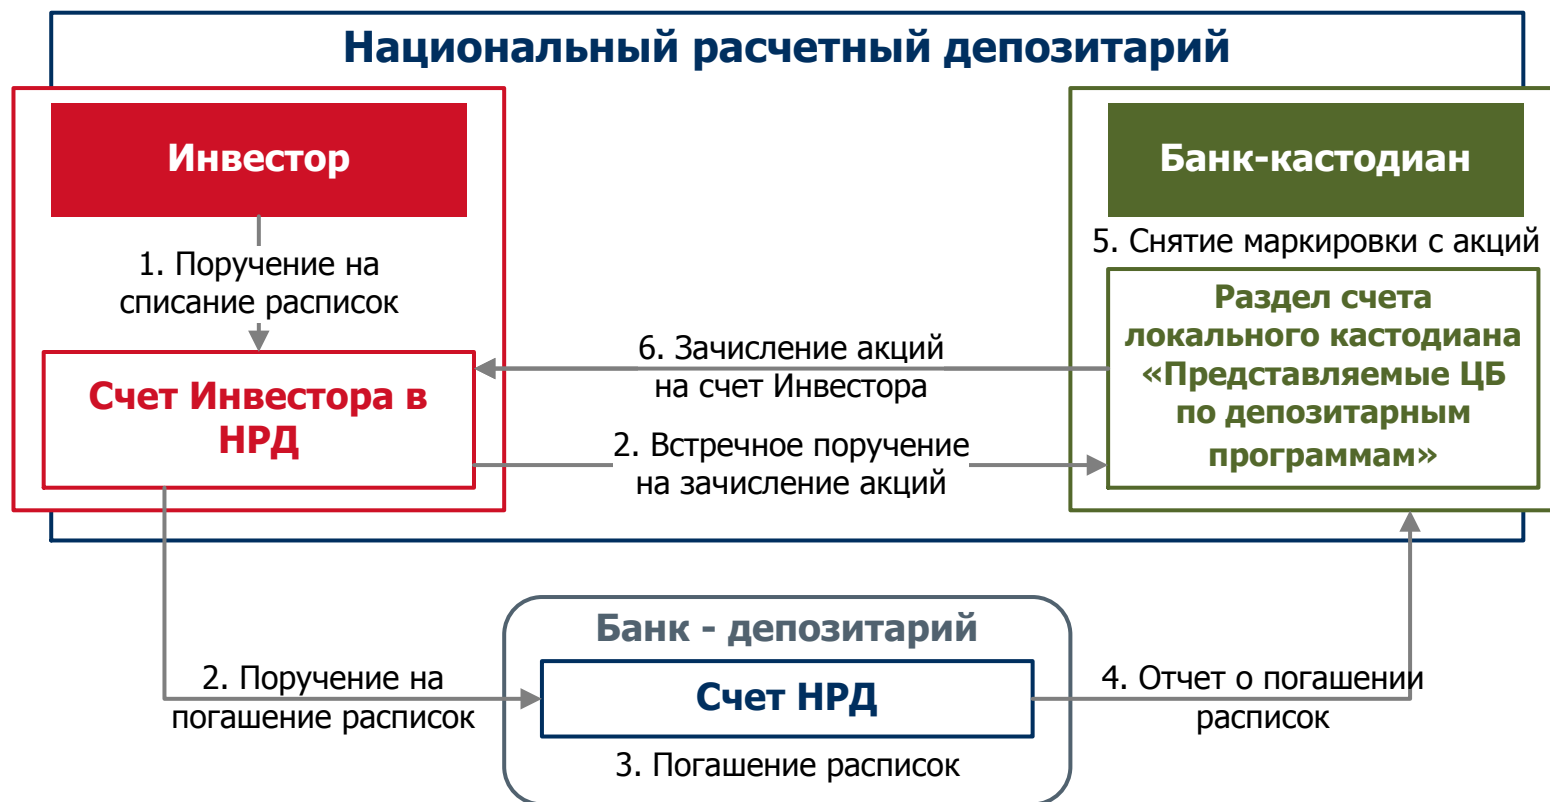 Национальный расчетный депозитарий
Инвестор
Банк-кастодиан
1. Поручение на
списание расписок
5. Снятие маркировки с акций
Счет Инвестора в
НРД
6. Зачисление акций
на счет Инвестора
2. Встречное поручение
на зачисление акций
Раздел счета
локального кастодиана
«Представляемые ЦБ
по депозитарным
программам»
Банк - депозитарий
2. Поручение на
погашение расписок
Счет НРД
4. Отчет о погашении
расписок
3. Погашение расписок